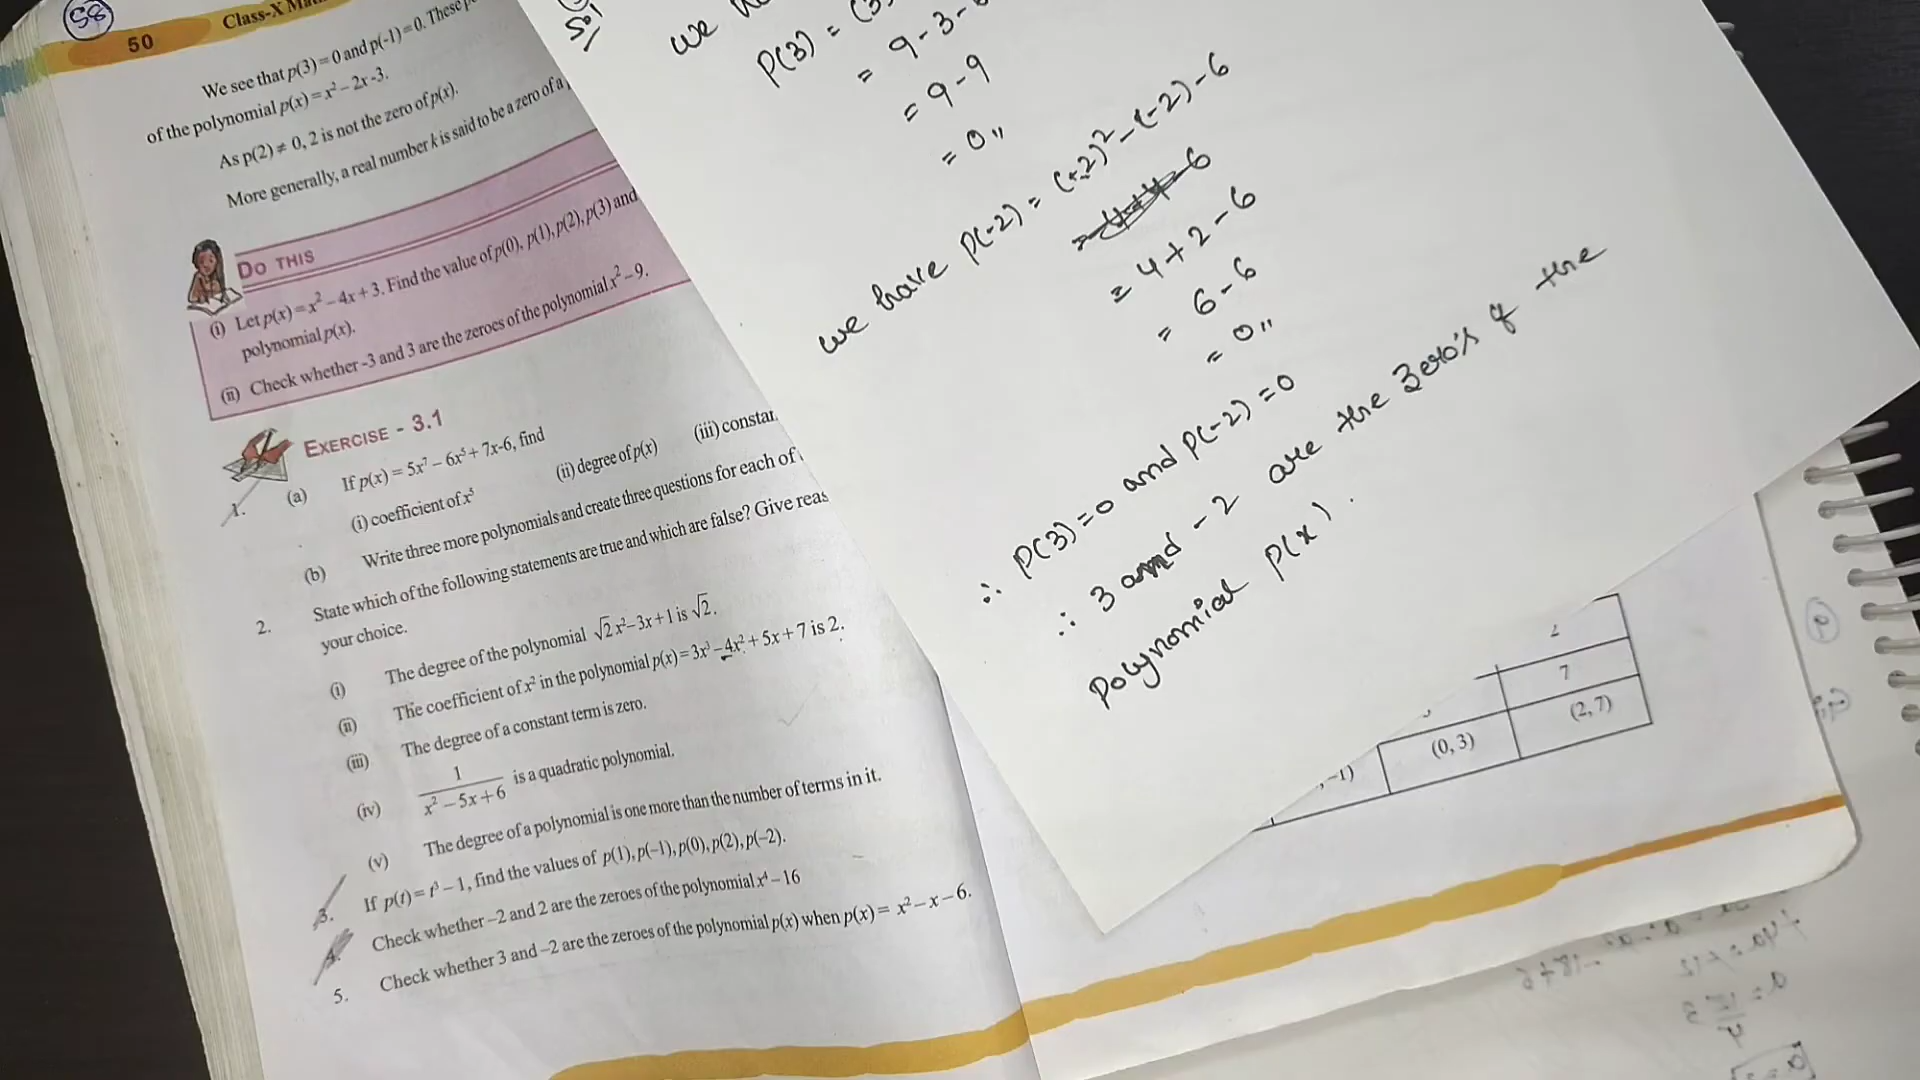 58
50
Class-X
We see that p(3) = 0 and p(-1) = 0. These
of the polynomial p(x) = x² – 2x -3.
As p(2) ≠ 0, 2 is not the zero of p(x).
More generally, a real number k is said to be a zero of a
DO THIS
(i) Let p(x) = x² – 4x + 3. Find the value of p(0), p(1), p(2), p(3) and
polynomial p(x).
(ii) Check whether -3 and 3 are the zeroes of the polynomial x² – 9.
EXERCISE - 3.1
1. (a) If p(x) = 5x⁷ – 6x⁵ + 7x-6, find
(i) coefficient of x⁵ (ii) degree of p(x) (iii)
(b) Write three more polynomials and create three questions for each of
2. State which of the following statements are true and which are false? Give
your choice.
(i) The degree of the polynomial √2 x² – 3x + 1 is √2.
(ii) The coefficient of x² in the polynomial p(x) = 3x³ – 4x² + 5x + 7 is 2.
(iii) The degree of a constant term is zero.
(iv) 1/(x² – 5x + 6) is a quadratic polynomial.
(v) The degree of a polynomial is one more than the number of terms in it.
3. If p(t) = t³ – 1, find the values of p(1), p(–1), p(0), p(2), p(–2).
4. Check whether –2 and 2 are the zeroes of the polynomial x⁴ – 16
5. Check whether 3 and –2 are the zeroes of the polynomial p(x) when p(x) = x² – x – 6.
Sol
we
P(3) = (3)
= 9 - 3 -
= 9 - 9
= 0"
we have P(-2) = (-2)² - (-2) - 6
= 4 + 2 - 6
= 6 - 6
= 0"
∴ P(3) = 0 and P(-2) = 0
∴ 3 and - 2 are the Zero's of the
Polynomial P(x).
2
7
(0, 3) (2, 7)